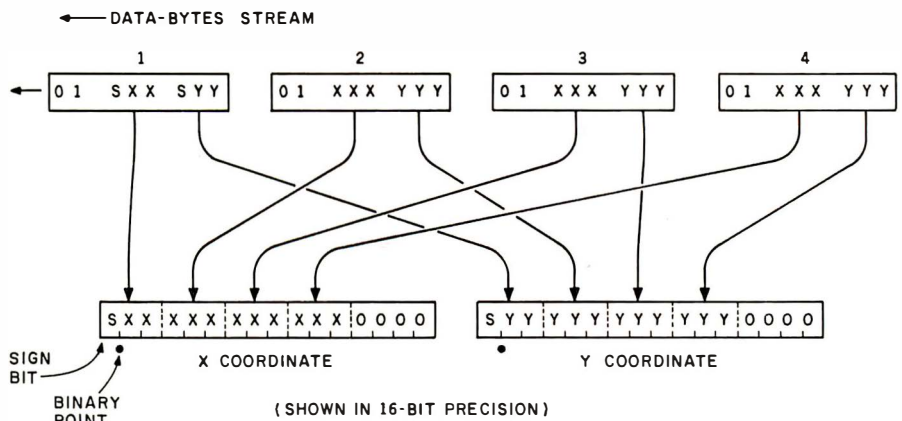 DATA-BYTES STREAM
1 2 3 4
01 SXX SYY 01 XXX YYY 01 XXX YYY 01 XXX YYY
SXX XXX XXX XXX 0000 SYY YYY YYY YYY 0000
SIGN
BIT
X COORDINATE Y COORDINATE
BINARY
POINT
(SHOWN IN 16-BIT PRECISION)